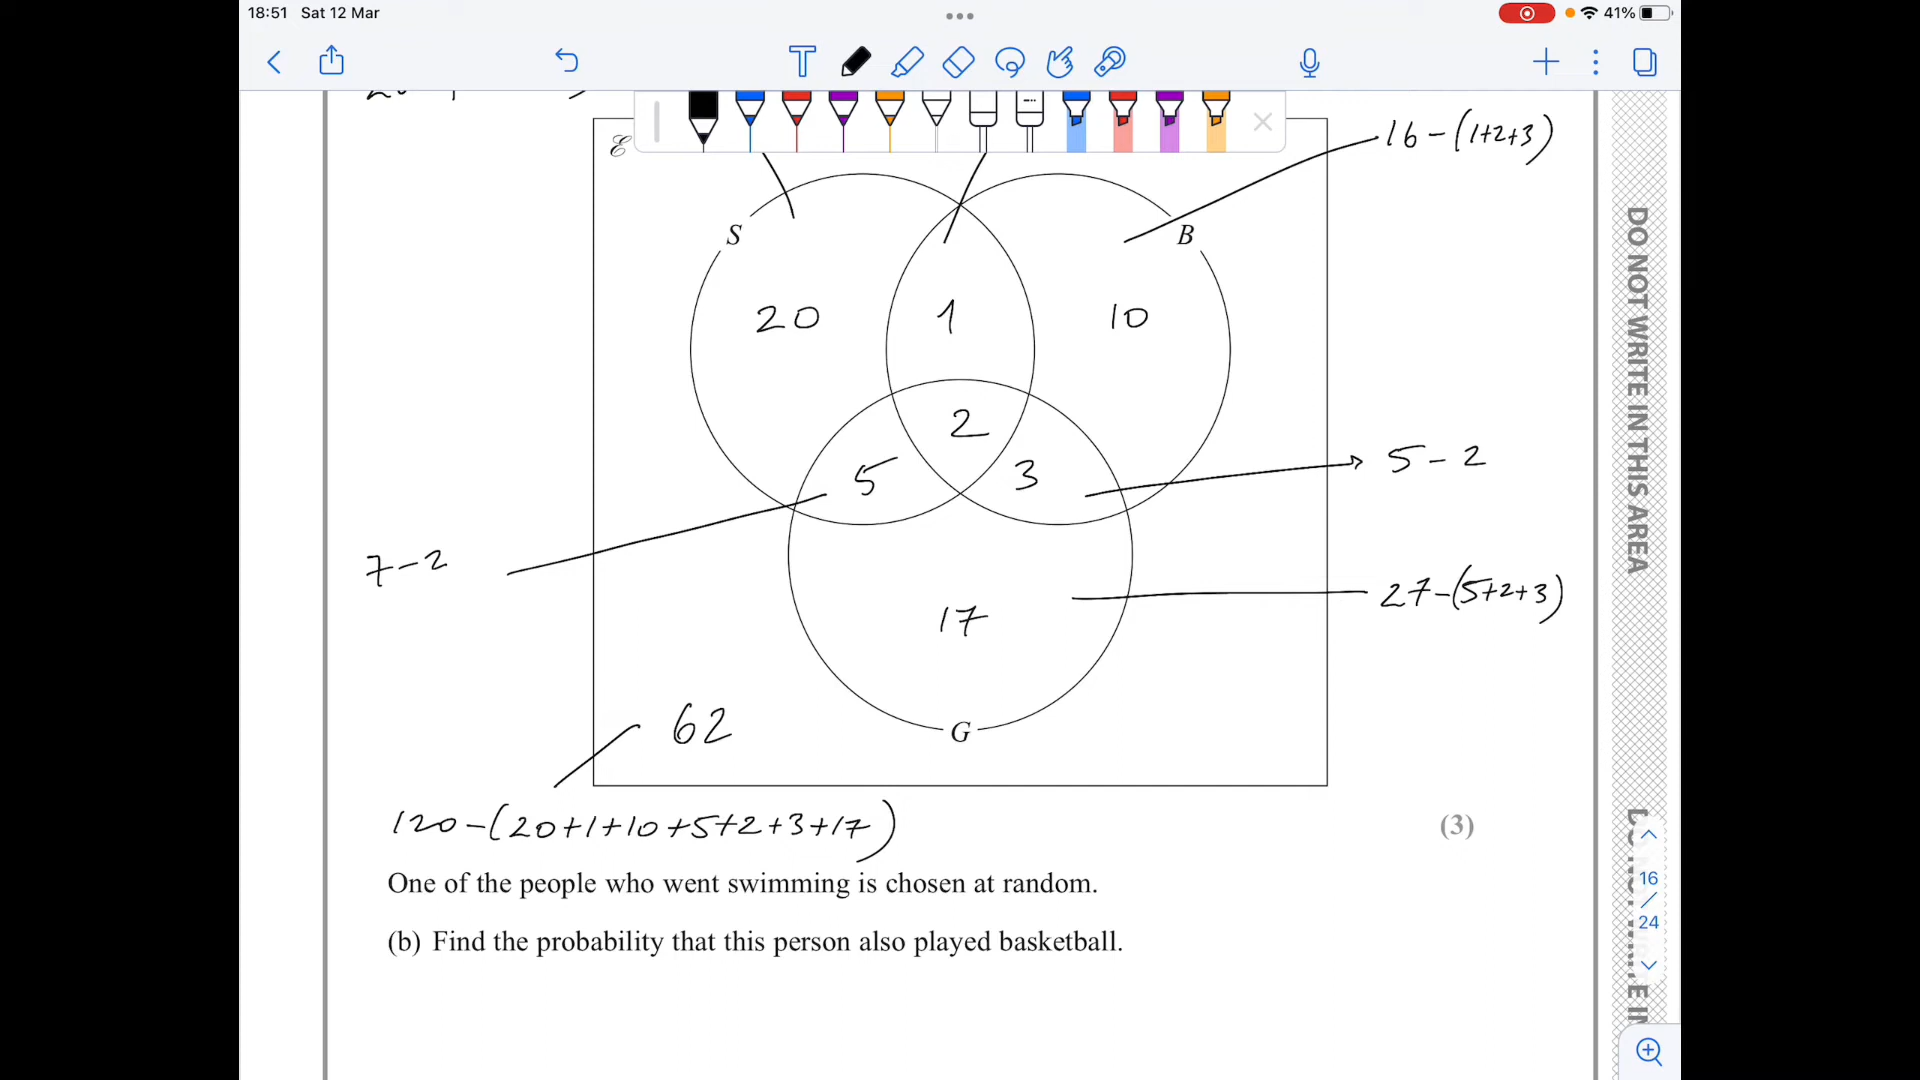 18:51 Sat 12 Mar
41%
T
ℰ
16-(1+2+3)
S
B
20
1
10
2
5
3
5-2
7-2
27-(5+2+3)
17
62
G
120-(20+1+10+5+2+3+17)
(3)
One of the people who went swimming is chosen at random.
(b) Find the probability that this person also played basketball.
DO NOT WRITE IN THIS AREA
16
24